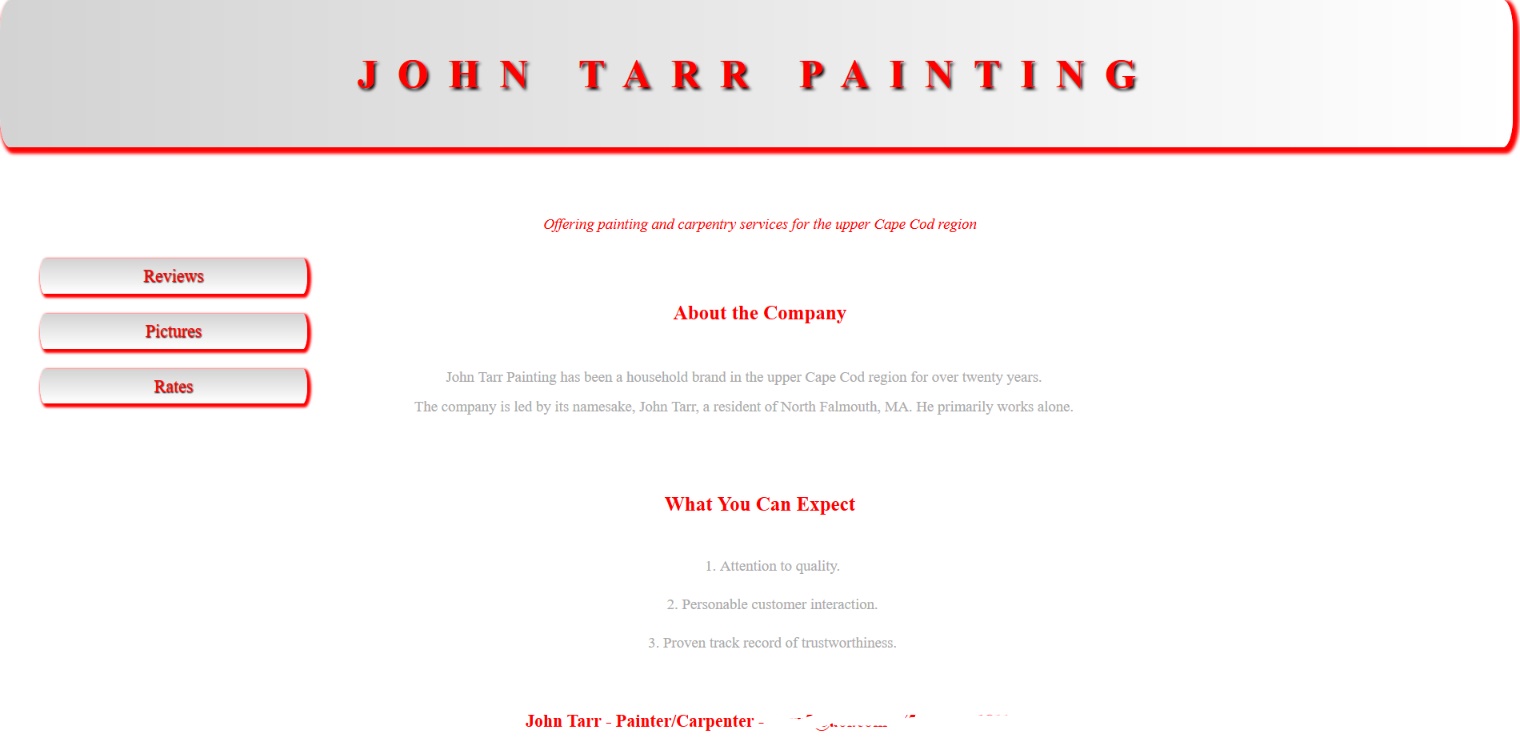 JOHN TARR PAINTING
Offering painting and carpentry services for the upper Cape Cod region
Reviews
Pictures
Rates
About the Company
John Tarr Painting has been a household brand in the upper Cape Cod region for over twenty years.
The company is led by its namesake, John Tarr, a resident of North Falmouth, MA. He primarily works alone.
What You Can Expect
1. Attention to quality.
2. Personable customer interaction.
3. Proven track record of trustworthiness.
John Tarr - Painter/Carpenter -